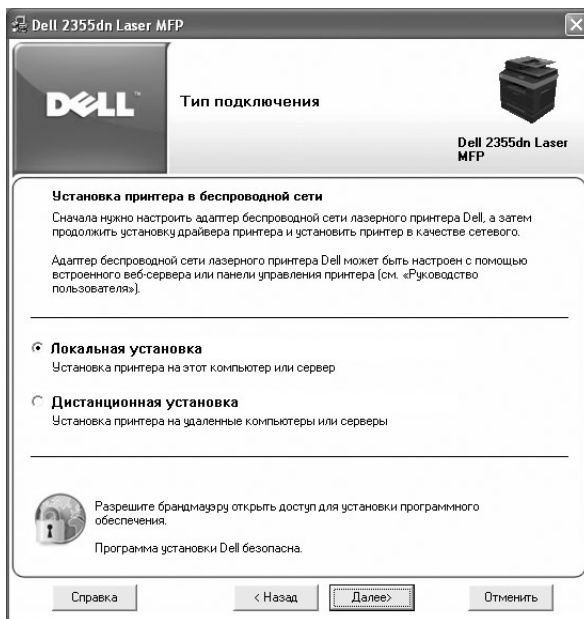 Dell 2355dn Laser MFP
DELL™
Тип подключения
Dell 2355dn Laser
MFP
Установка принтера в беспроводной сети
Сначала нужно настроить адаптер беспроводной сети лазерного принтера Dell, а затем
продолжить установку драйвера принтера и установить принтер в качестве сетевого.
Адаптер беспроводной сети лазерного принтера Dell может быть настроен с помощью
встроенного веб-сервера или панели управления принтера (см. «Руководство
пользователя»).
Локальная установка
Установка принтера на этот компьютер или сервер
Дистанционная установка
Установка принтера на удаленные компьютеры или серверы
Разрешите брандмауэру открыть доступ для установки программного
обеспечения.
Программа установки Dell безопасна.
Справка
< Назад
Далее>
Отменить